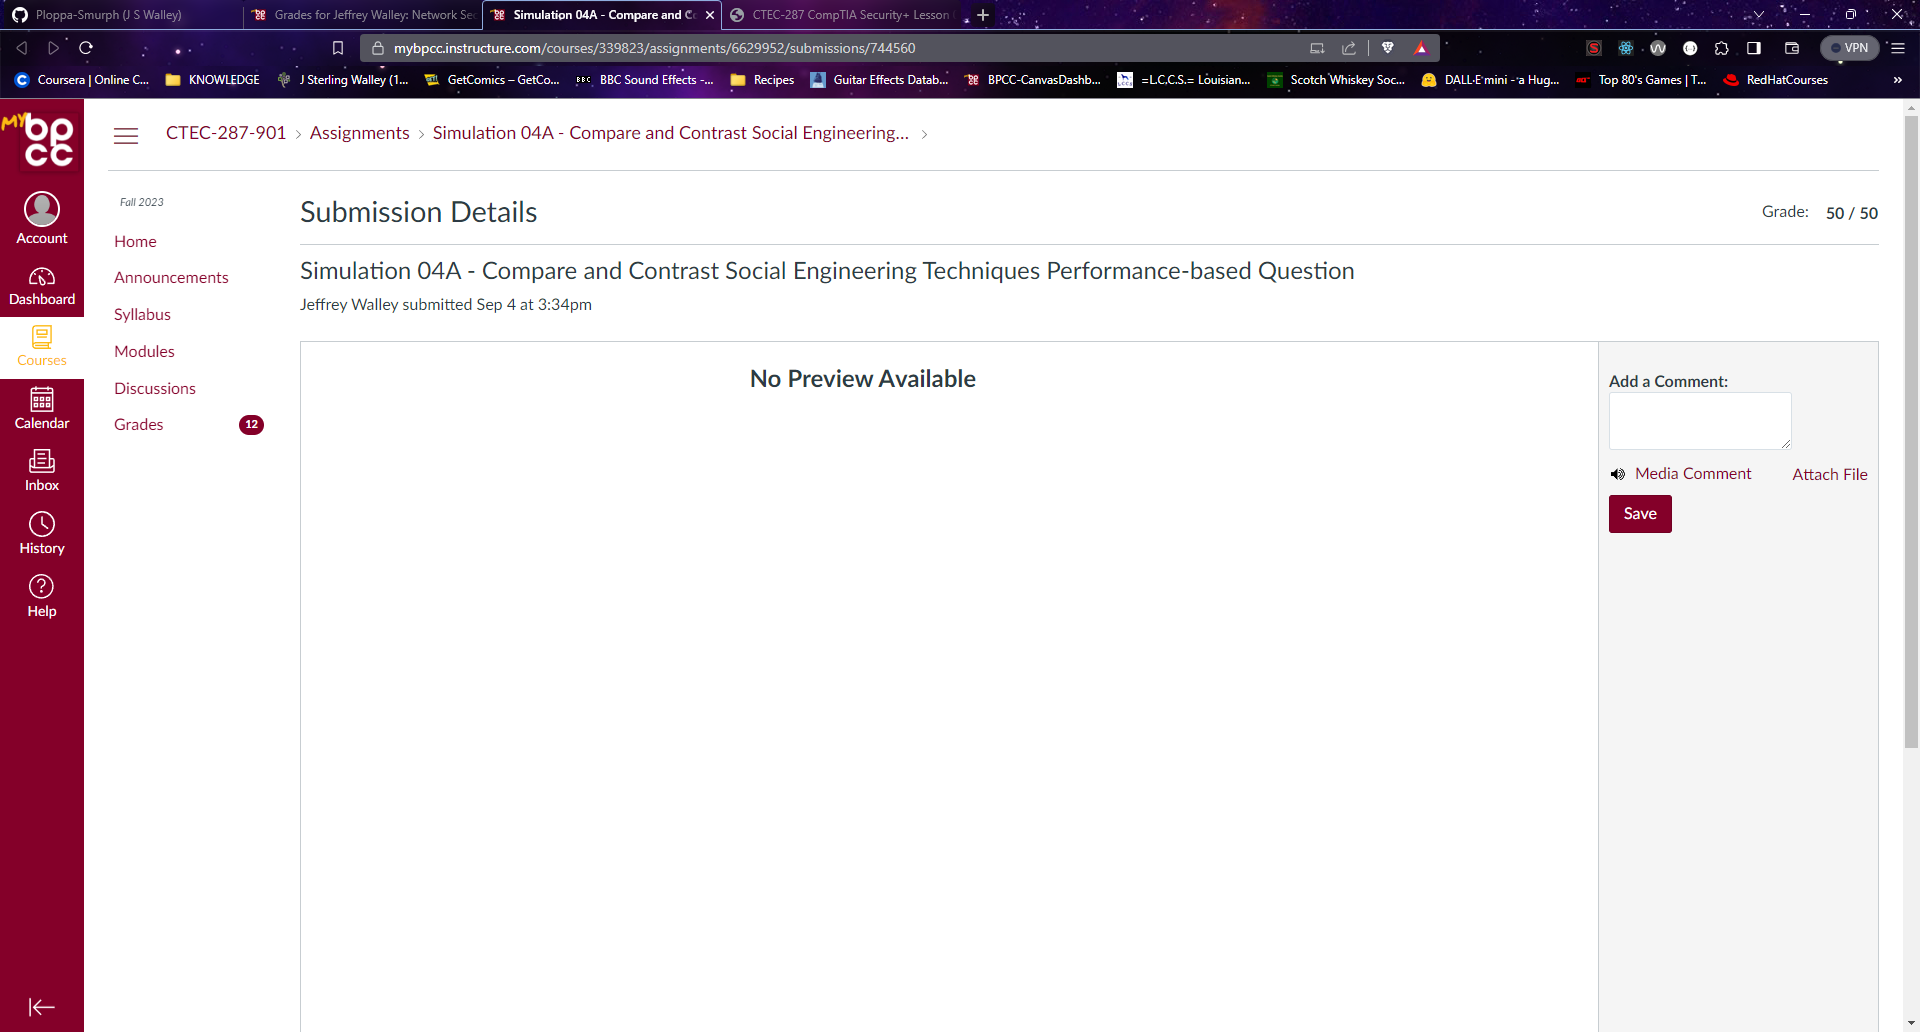 Ploppa-Smurph (J S Walley)
Grades for Jeffrey Walley: Network Sec
Simulation 04A - Compare and C
CTEC-287 CompTIA Security+ Lesson
mybpcc.instructure.com/courses/339823/assignments/6629952/submissions/744560
VPN
Coursera | Online C...
KNOWLEDGE
J Sterling Walley (1...
GetComics – GetCo...
BBC
BBC Sound Effects -...
Recipes
Guitar Effects Datab...
BPCC-CanvasDashb...
=L.C.C.S.= Louisian...
Scotch Whiskey Soc...
DALL·E mini - a Hug...
Top 80's Games | T...
RedHatCourses
»
MY bp
cc
CTEC-287-901 › Assignments › Simulation 04A - Compare and Contrast Social Engineering... ›
Account
Dashboard
Courses
Calendar
Inbox
History
Help
Fall 2023
Home
Announcements
Syllabus
Modules
Discussions
Grades 12
Submission Details
Grade: 50 / 50
Simulation 04A - Compare and Contrast Social Engineering Techniques Performance-based Question
Jeffrey Walley submitted Sep 4 at 3:34pm
No Preview Available
Add a Comment:
Media Comment
Attach File
Save